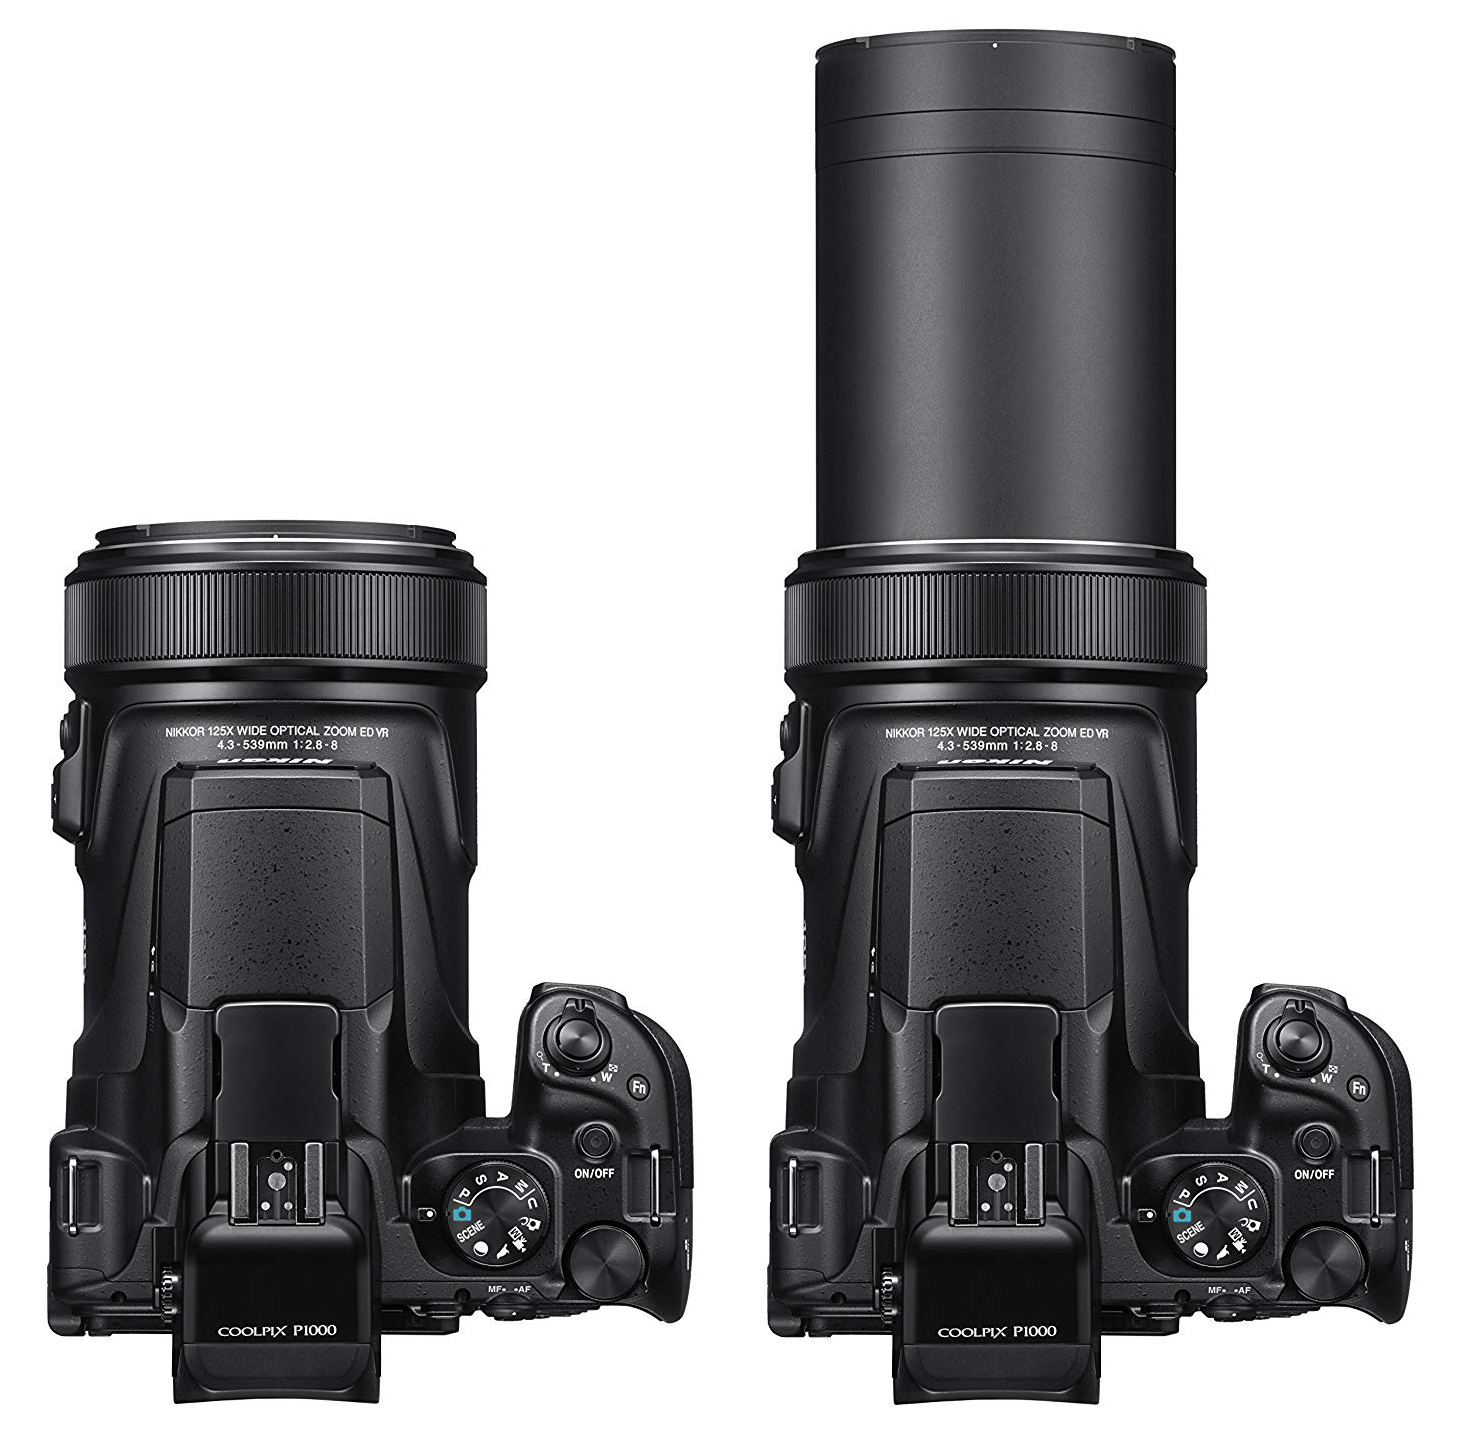 NIKKOR 125X WIDE OPTICAL ZOOM ED VR
4.3-539mm 1:2.8-8
Nikon
T W
Fn
ON/OFF
P S A M U
SCENE
MF AF
COOLPIX P1000
NIKKOR 125X WIDE OPTICAL ZOOM ED VR
4.3-539mm 1:2.8-8
Nikon
T W
Fn
ON/OFF
P S A M U
SCENE
MF AF
COOLPIX P1000